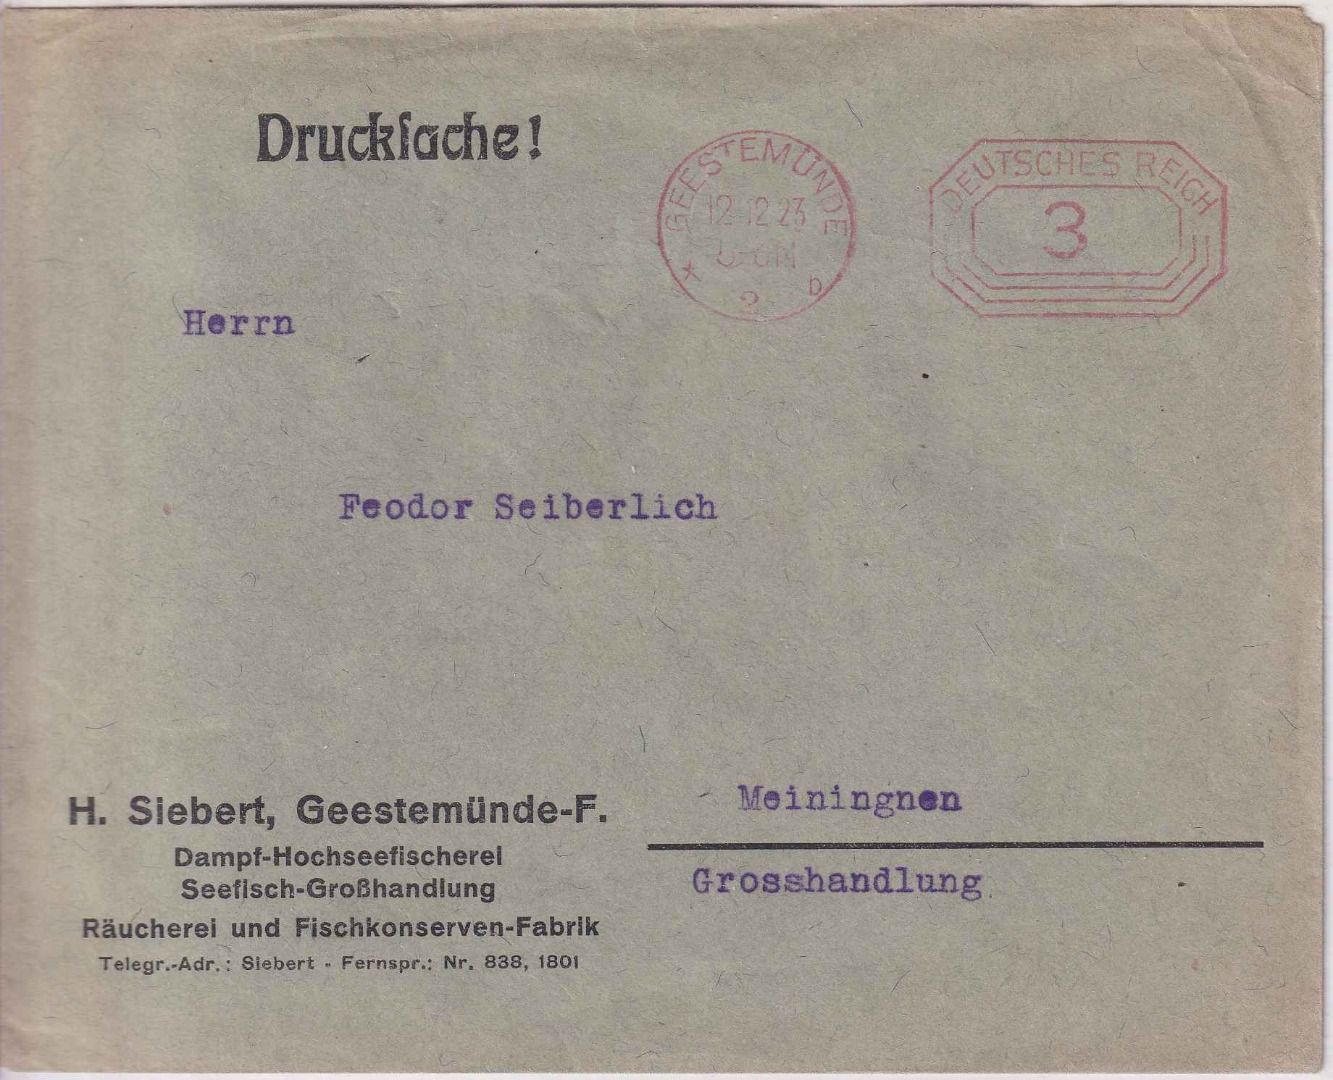 Drucksache!
GEESTEMÜNDE
12.12.23
* 2 b
DEUTSCHES REICH
3
Herrn
Feodor Seiberlich
Meiningnen
Grosshandlung
H. Siebert, Geestemünde-F.
Dampf-Hochseefischerei
Seefisch-Großhandlung
Räucherei und Fischkonserven-Fabrik
Telegr.-Adr.: Siebert - Fernspr.: Nr. 838, 1801